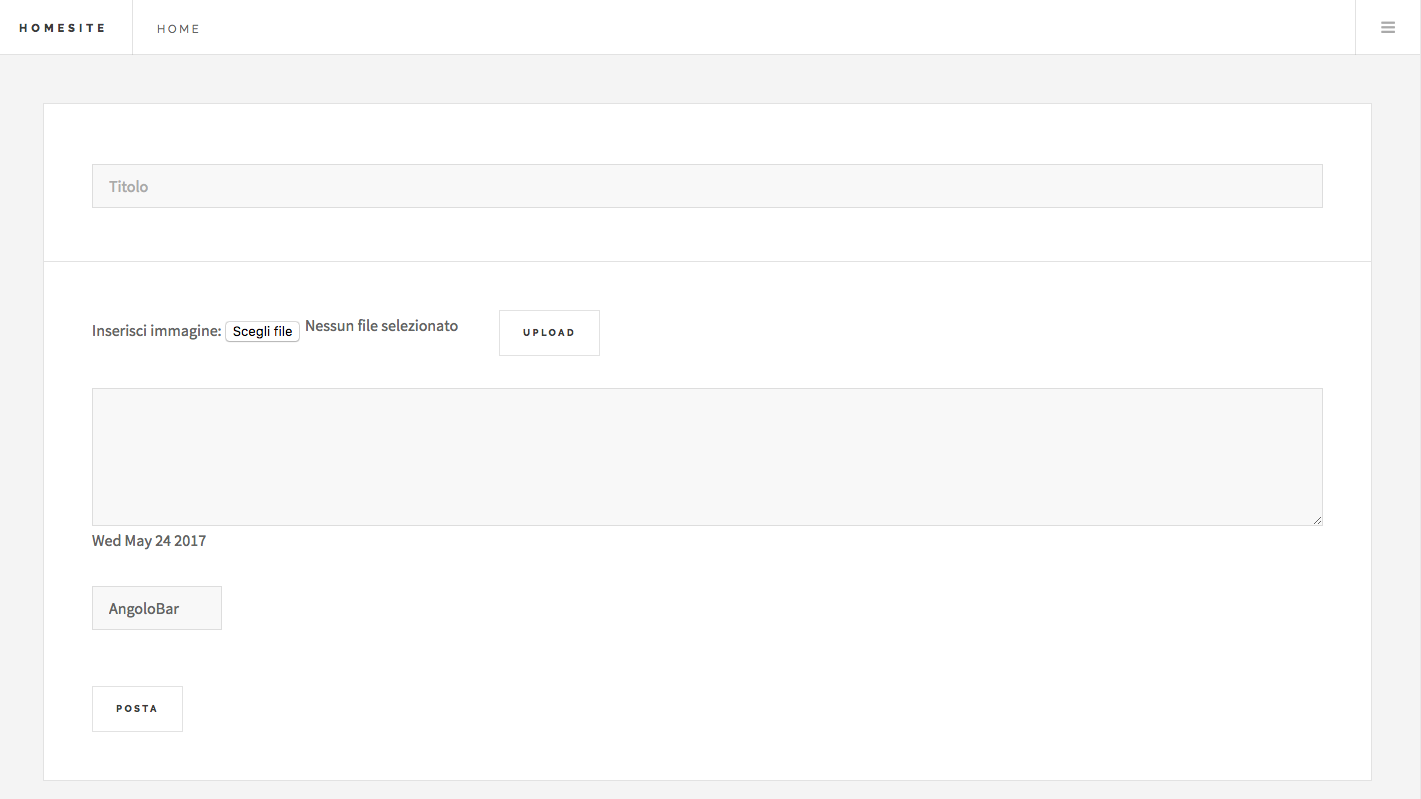 HOMESITE HOME
Titolo
Inserisci immagine: Scegli file Nessun file selezionato UPLOAD
Wed May 24 2017
AngoloBar
POSTA